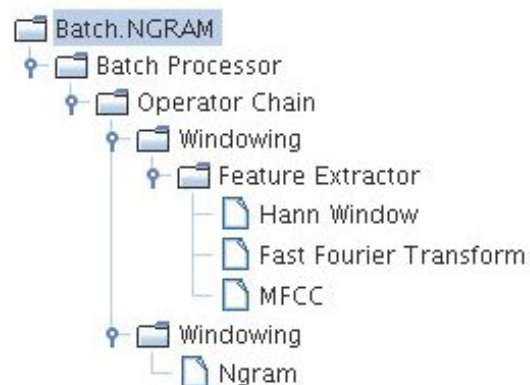 Batch.NGRAM
Batch Processor
Operator Chain
Windowing
Feature Extractor
Hann Window
Fast Fourier Transform
MFCC
Windowing
Ngram